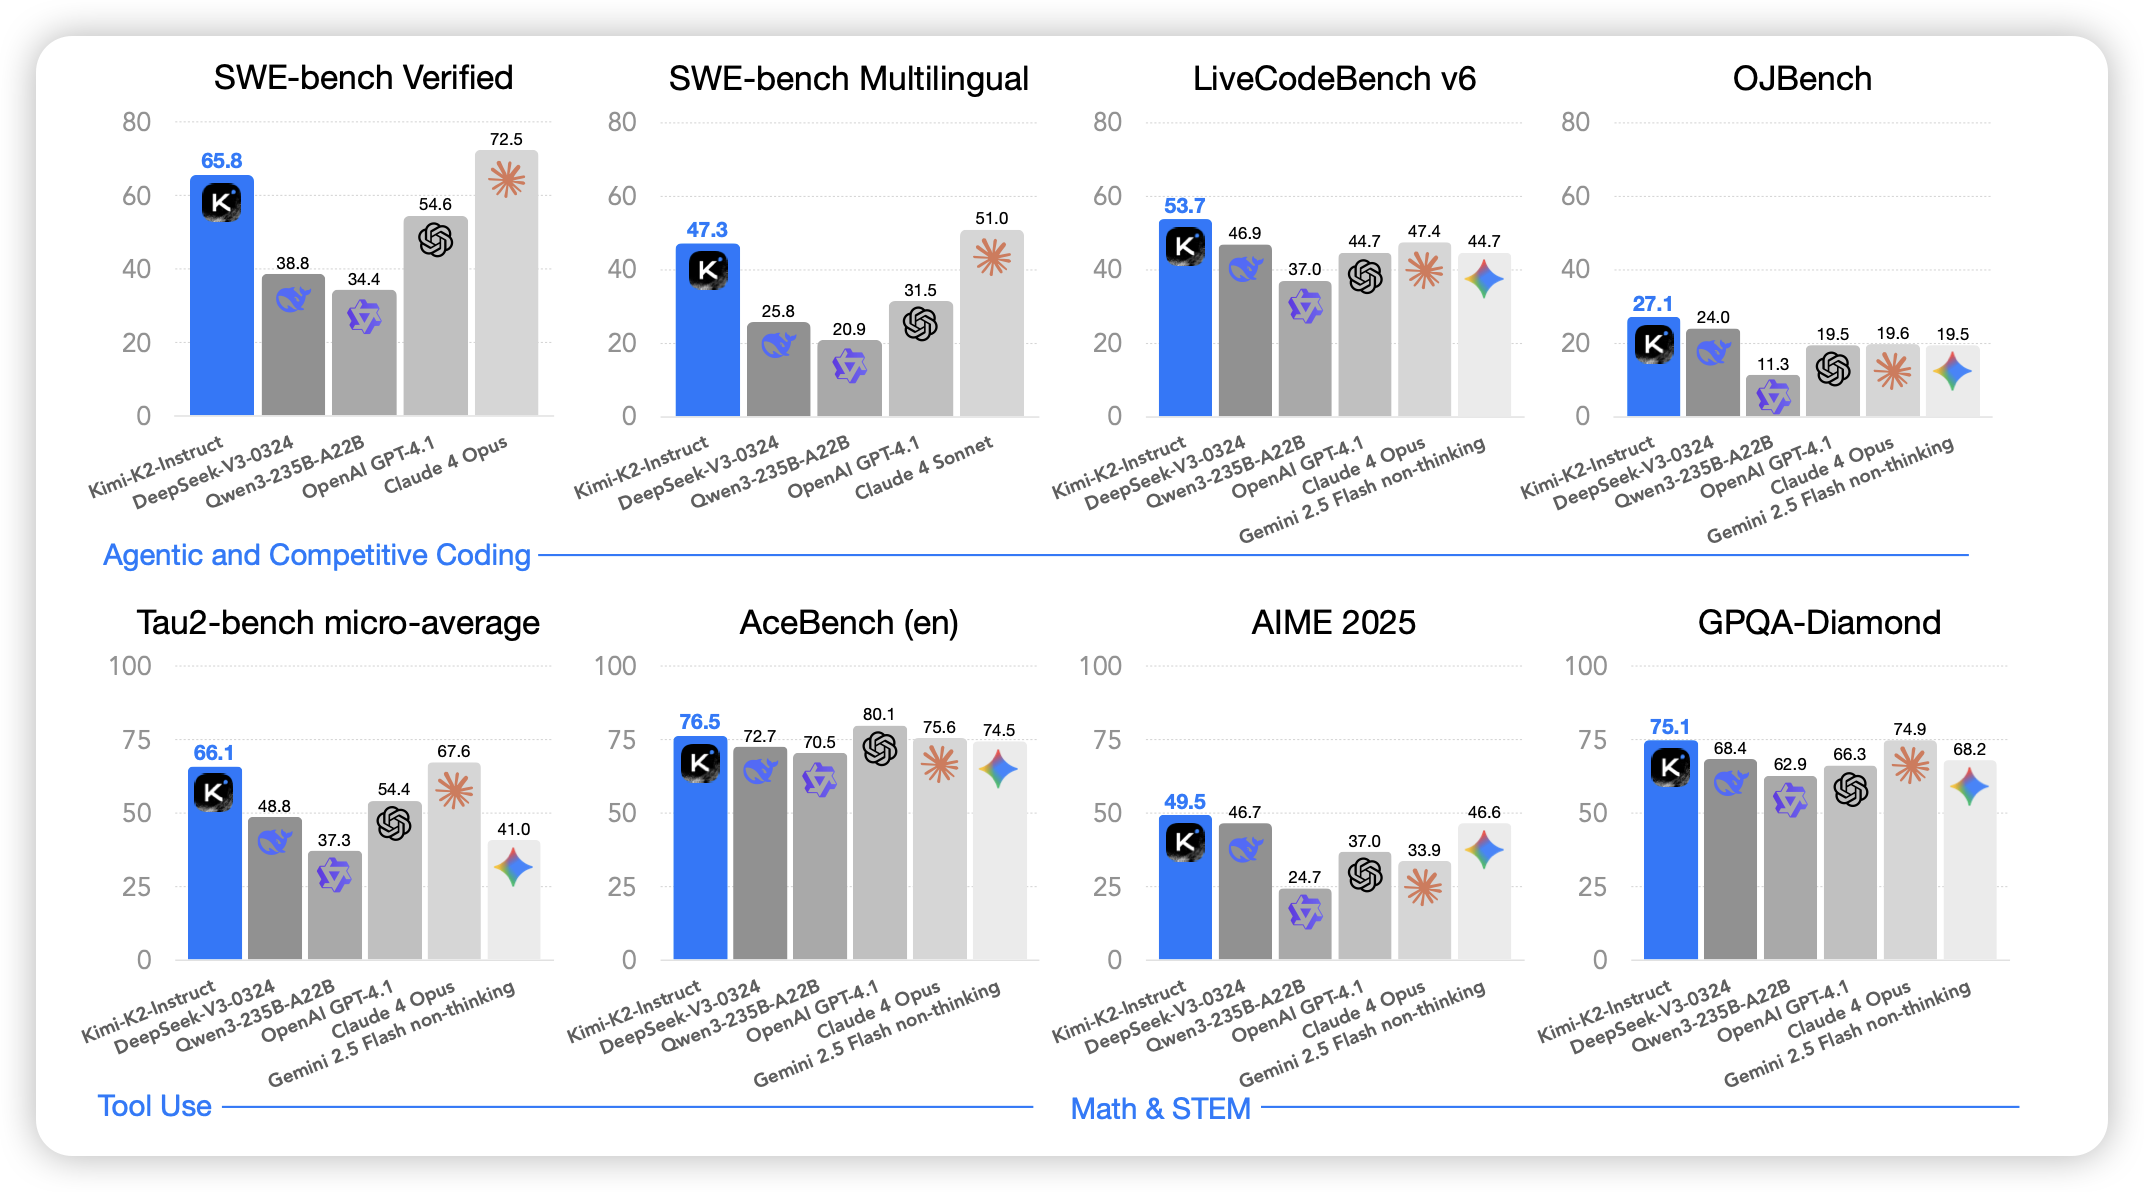 SWE-bench Verified
80
60
40
20
0
65.8
38.8
34.4
54.6
72.5
Kimi-K2-Instruct
DeepSeek-V3-0324
Qwen3-235B-A22B
OpenAI GPT-4.1
Claude 4 Opus
SWE-bench Multilingual
80
60
40
20
0
47.3
25.8
20.9
31.5
51.0
Kimi-K2-Instruct
DeepSeek-V3-0324
Qwen3-235B-A22B
OpenAI GPT-4.1
Claude 4 Sonnet
LiveCodeBench v6
80
60
40
20
0
53.7
46.9
37.0
44.7
47.4
44.7
Kimi-K2-Instruct
DeepSeek-V3-0324
Qwen3-235B-A22B
OpenAI GPT-4.1
Claude 4 Opus
Gemini 2.5 Flash non-thinking
OJBench
80
60
40
20
0
27.1
24.0
11.3
19.5
19.6
19.5
Kimi-K2-Instruct
DeepSeek-V3-0324
Qwen3-235B-A22B
OpenAI GPT-4.1
Claude 4 Opus
Gemini 2.5 Flash non-thinking
Agentic and Competitive Coding
Tau2-bench micro-average
100
75
50
25
0
66.1
48.8
37.3
54.4
67.6
41.0
Kimi-K2-Instruct
DeepSeek-V3-0324
Qwen3-235B-A22B
OpenAI GPT-4.1
Claude 4 Opus
Gemini 2.5 Flash non-thinking
AceBench (en)
100
75
50
25
0
76.5
72.7
70.5
80.1
75.6
74.5
Kimi-K2-Instruct
DeepSeek-V3-0324
Qwen3-235B-A22B
OpenAI GPT-4.1
Claude 4 Opus
Gemini 2.5 Flash non-thinking
AIME 2025
100
75
50
25
0
49.5
46.7
24.7
37.0
33.9
46.6
Kimi-K2-Instruct
DeepSeek-V3-0324
Qwen3-235B-A22B
OpenAI GPT-4.1
Claude 4 Opus
Gemini 2.5 Flash non-thinking
GPQA-Diamond
100
75
50
25
0
75.1
68.4
62.9
66.3
74.9
68.2
Kimi-K2-Instruct
DeepSeek-V3-0324
Qwen3-235B-A22B
OpenAI GPT-4.1
Claude 4 Opus
Gemini 2.5 Flash non-thinking
Tool Use
Math & STEM